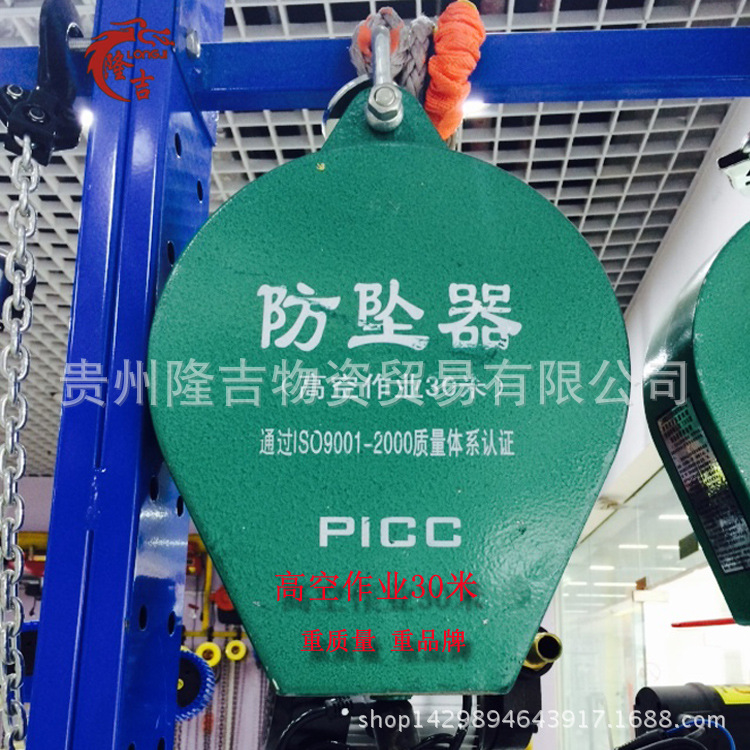 LONGJI
隆吉
防坠器
贵州隆吉物资贸易有限公司
（高空作业30米）
通过ISO9001-2000质量体系认证
PICC
高空作业30米
重质量 重品牌
shop1429894643917.1688.com